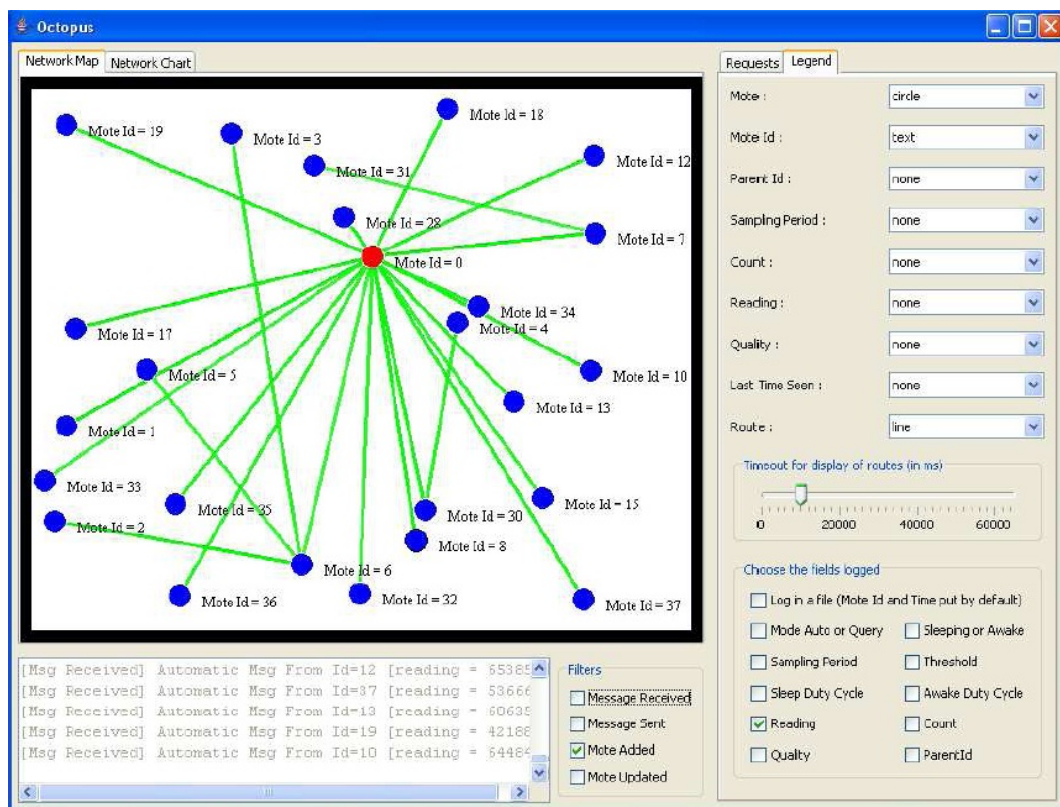 Octopus
Network Map Network Chart
Mote Id = 19
Mote Id = 3
Mote Id = 18
Mote Id = 31
Mote Id = 12
Mote Id = 28
Mote Id = 7
Mote Id = 0
Mote Id = 34
Mote Id = 17
Mote Id = 4
Mote Id = 5
Mote Id = 10
Mote Id = 13
Mote Id = 1
Mote Id = 33
Mote Id = 2
Mote Id = 35
Mote Id = 30
Mote Id = 15
Mote Id = 8
Mote Id = 6
Mote Id = 36
Mote Id = 32
Mote Id = 37
[Msg Received] Automatic Msg From Id=12 [reading = 65385
[Msg Received] Automatic Msg From Id=37 [reading = 53666
[Msg Received] Automatic Msg From Id=13 [reading = 60635
[Msg Received] Automatic Msg From Id=19 [reading = 42188
[Msg Received] Automatic Msg From Id=10 [reading = 64484
Filters
Message Received
Message Sent
Mote Added
Mote Updated
Requests Legend
Mote : circle
Mote Id : text
Parent Id : none
Sampling Period : none
Count : none
Reading : none
Quality : none
Last Time Seen : none
Route : line
Timeout for display of routes (in ms)
0 20000 40000 60000
Choose the fields logged
Log in a file (Mote Id and Time put by default)
Mode Auto or Query Sleeping or Awake
Sampling Period Threshold
Sleep Duty Cycle Awake Duty Cycle
Reading Count
Quality ParentId